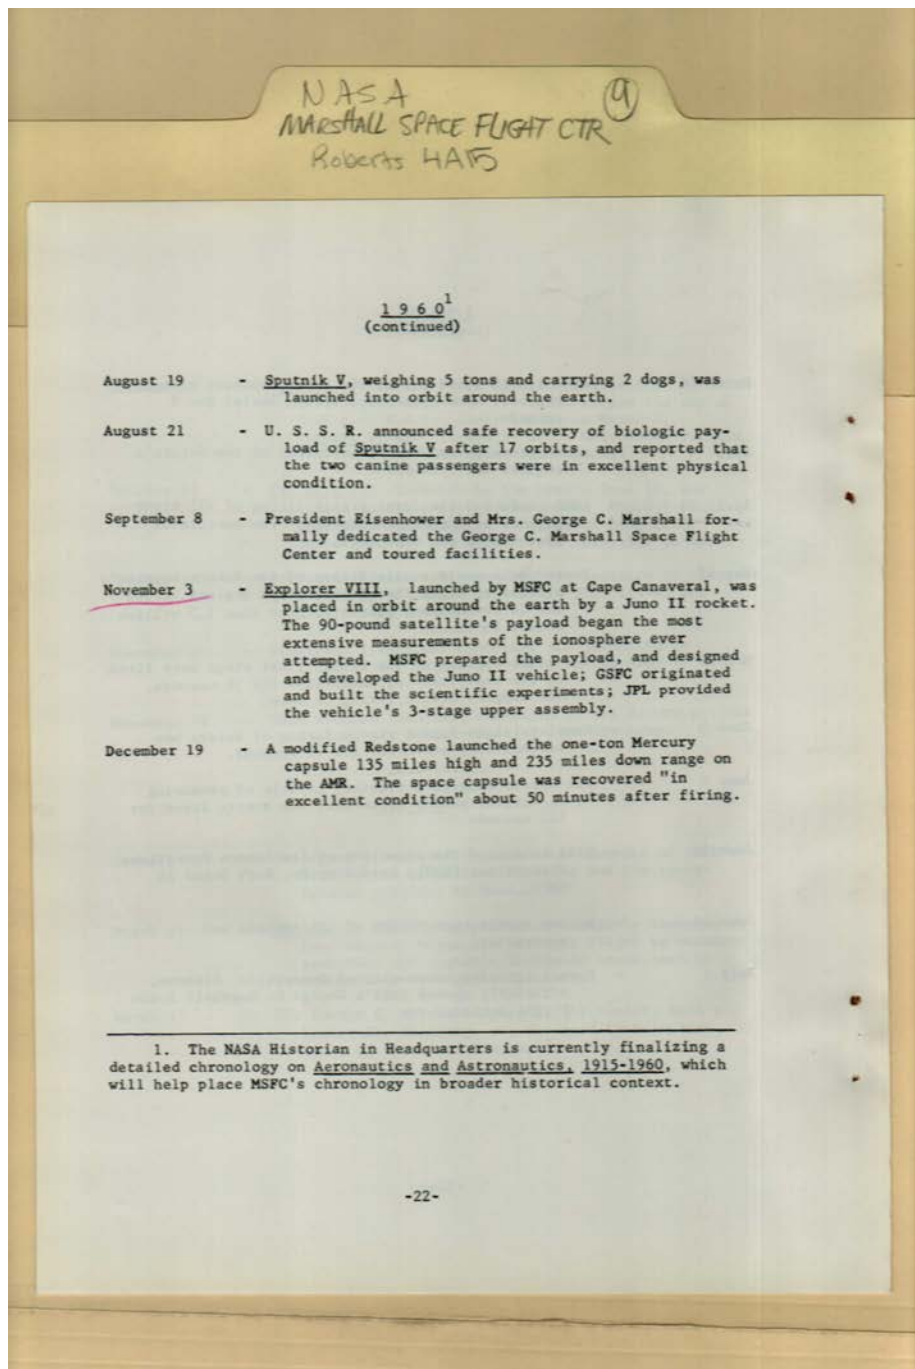 NASA
9
MARSHALL SPACE FLIGHT CTR
Roberts 4A15
1 9 6 0¹
(continued)
August 19 - Sputnik V, weighing 5 tons and carrying 2 dogs, was
launched into orbit around the earth.
August 21 - U. S. S. R. announced safe recovery of biologic pay-
load of Sputnik V after 17 orbits, and reported that
the two canine passengers were in excellent physical
condition.
September 8 - President Eisenhower and Mrs. George C. Marshall for-
mally dedicated the George C. Marshall Space Flight
Center and toured facilities.
November 3 - Explorer VIII, launched by MSFC at Cape Canaveral, was
placed in orbit around the earth by a Juno II rocket.
The 90-pound satellite's payload began the most
extensive measurements of the ionosphere ever
attempted. MSFC prepared the payload, and designed
and developed the Juno II vehicle; GSFC originated
and built the scientific experiments; JPL provided
the vehicle's 3-stage upper assembly.
December 19 - A modified Redstone launched the one-ton Mercury
capsule 135 miles high and 235 miles down range on
the AMR. The space capsule was recovered "in
excellent condition" about 50 minutes after firing.
1. The NASA Historian in Headquarters is currently finalizing a
detailed chronology on Aeronautics and Astronautics, 1915-1960, which
will help place MSFC's chronology in broader historical context.
-22-